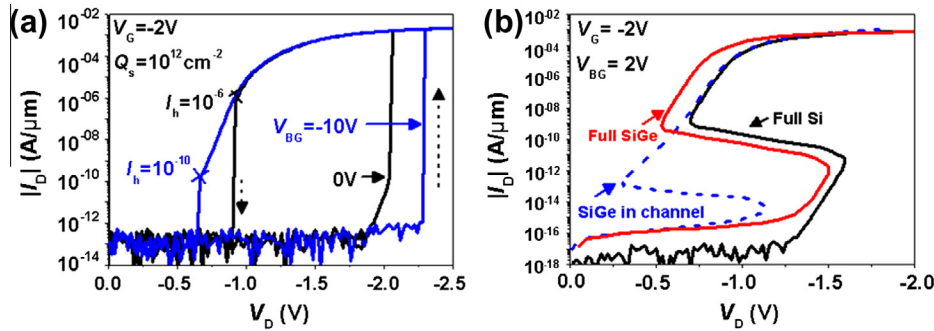 (a)
V_G=-2V
Q_s=10^12cm^-2
I_h=10^-6
V_BG=-10V
I_h=10^-10
0V
10^-02
10^-04
10^-06
10^-08
10^-10
10^-12
10^-14
|I_D| (A/µm)
0.0 -0.5 -1.0 -1.5 -2.0 -2.5
V_D (V)
(b)
V_G=-2V
V_BG= 2V
Full SiGe
Full Si
SiGe in channel
10^-02
10^-04
10^-06
10^-08
10^-10
10^-12
10^-14
10^-16
10^-18
|I_D| (A/µm)
0.0 -0.5 -1.0 -1.5 -2.0
V_D (V)